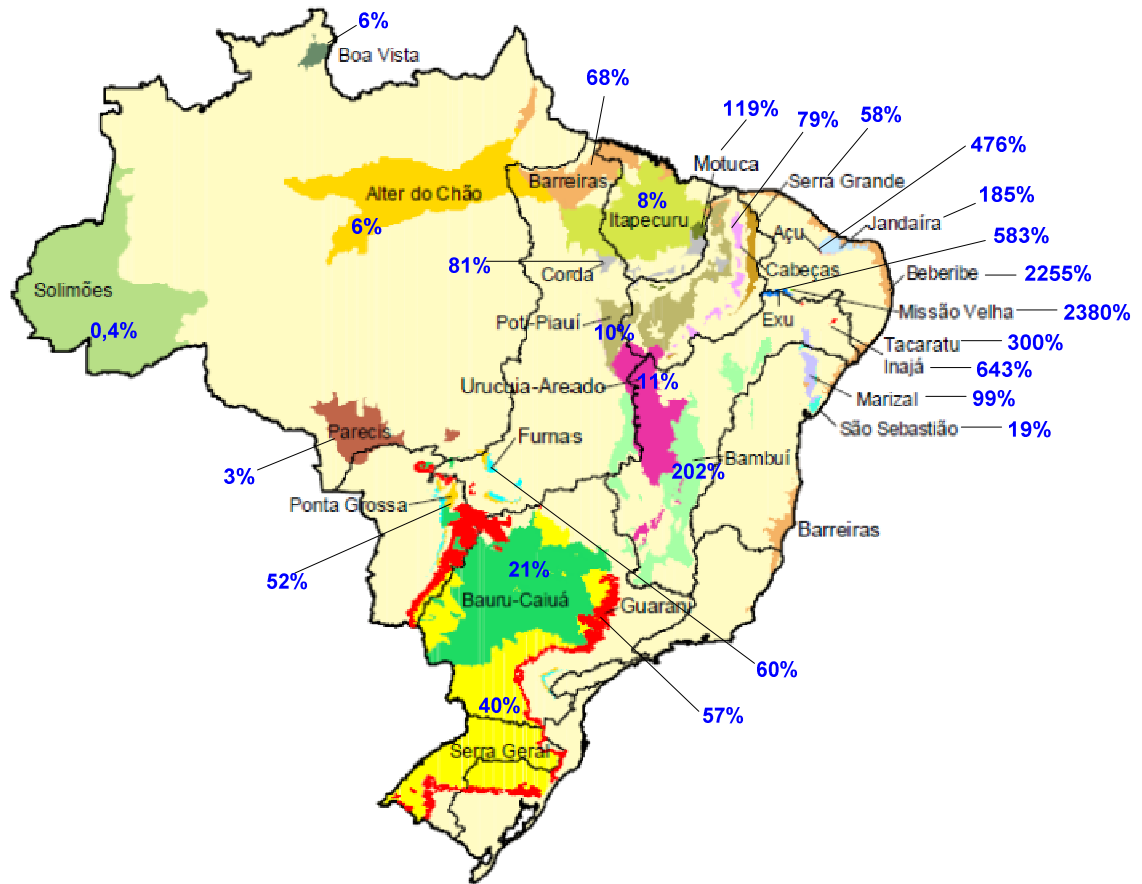 6%
Boa Vista
68%
119%
79%
58%
476%
Motuca
Serra Grande
Alter do Chão
Barreiras
8%
Itapecuru
185%
Jandaíra
6%
Açu
583%
81%
Corda
Cabeças
Beberibe
2255%
Solimões
0,4%
Poti-Piauí
10%
Exu
Missão Velha
2380%
Tacaratu
300%
Inajá
643%
Urucuia-Areado
11%
Marizal
99%
São Sebastião
19%
Parecis
Furnas
Bambuí
202%
3%
Ponta Grossa
Barreiras
52%
21%
Bauru-Caiuá
Guarani
60%
40%
57%
Serra Geral